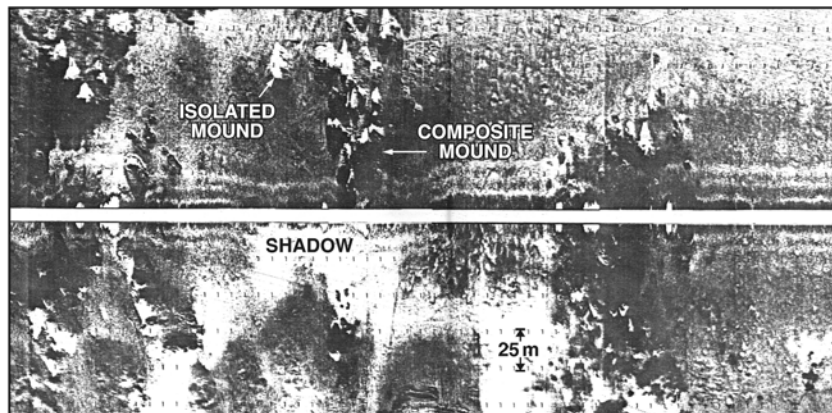 ISOLATED
MOUND
COMPOSITE
MOUND
SHADOW
25 m